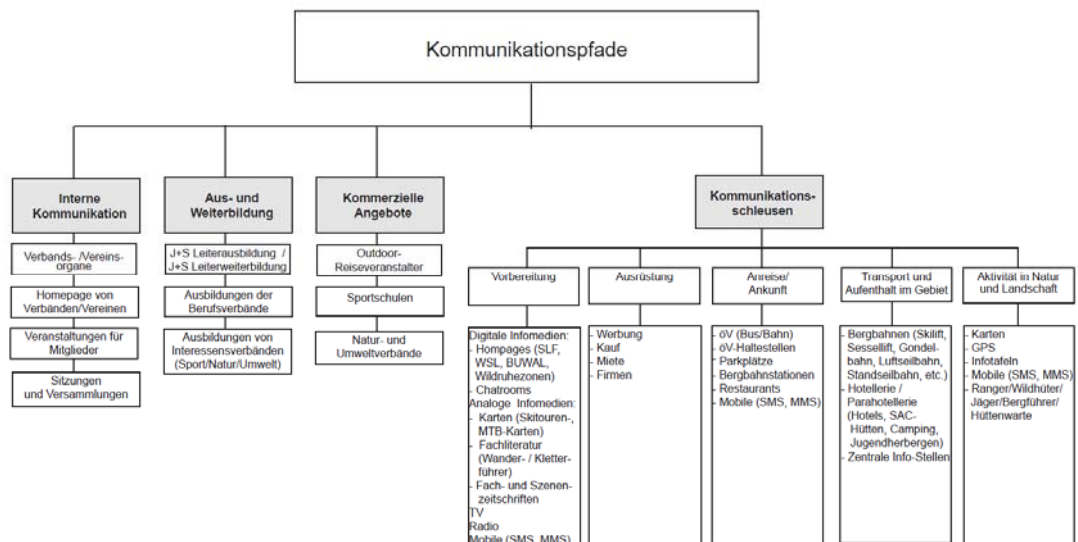 Kommunikationspfade
Interne
Kommunikation
Verbands- /Vereins-
organe
Homepage von
Verbänden/Vereinen
Veranstaltungen für
Mitglieder
Sitzungen
und Versammlungen
Aus- und
Weiterbildung
J+S Leiterausbildung /
J+S Leiterweiterbildung
Ausbildungen der
Berufsverbände
Ausbildungen von
Interessensverbänden
(Sport/Natur/Umwelt)
Kommerzielle
Angebote
Outdoor-
Reiseveranstalter
Sportschulen
Natur- und
Umweltverbände
Kommunikations-
schleusen
Vorbereitung
Digitale Infomedien:
- Hompages (SLF,
WSL, BUWAL,
Wildruhezonen)
- Chatrooms
Analoge Infomedien:
- Karten (Skitouren-,
MTB-Karten)
- Fachliteratur
(Wander- / Kletter-
führer)
- Fach- und Szenen-
zeitschriften
TV
Radio
Mobile (SMS, MMS)
Ausrüstung
- Werbung
- Kauf
- Miete
- Firmen
Anreise/
Ankunft
- öV (Bus/Bahn)
- öV-Haltestellen
- Parkplätze
- Bergbahnstationen
- Restaurants
- Mobile (SMS, MMS)
Transport und
Aufenthalt im Gebiet
- Bergbahnen (Skilift,
Sessellift, Gondel-
bahn, Luftseilbahn,
Standseilbahn, etc.)
- Hotellerie /
Parahotellerie
(Hotels, SAC-
Hütten, Camping,
Jugendherbergen)
- Zentrale Info-Stellen
Aktivität in Natur
und Landschaft
- Karten
- GPS
- Infotafeln
- Mobile (SMS, MMS)
- Ranger/Wildhüter/
Jäger/Bergführer/
Hüttenwarte